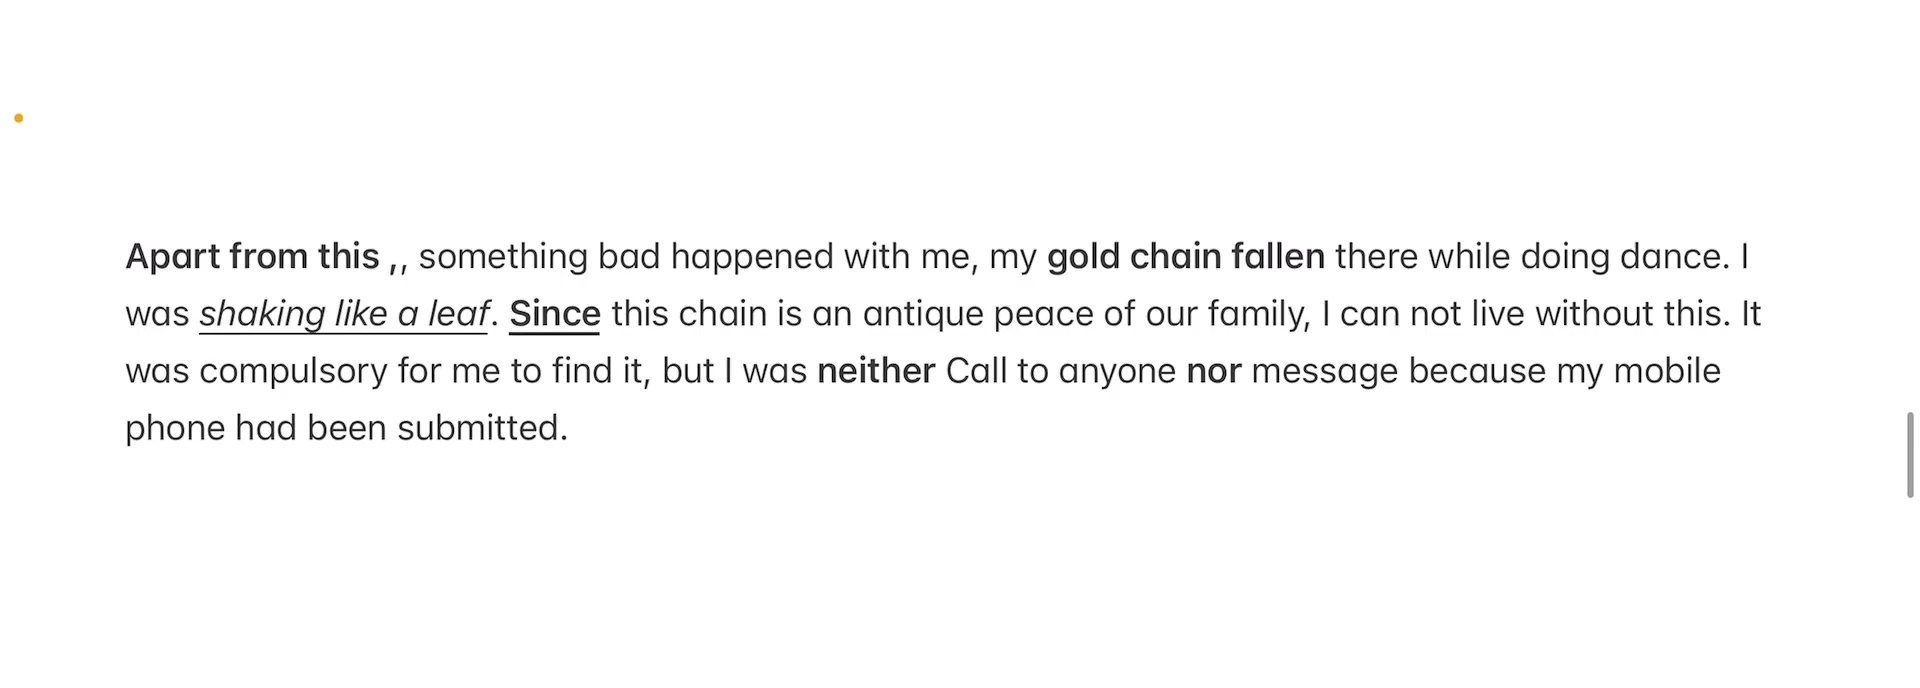 Apart from this ,, something bad happened with me, my gold chain fallen there while doing dance. I
was shaking like a leaf. Since this chain is an antique peace of our family, I can not live without this. It
was compulsory for me to find it, but I was neither Call to anyone nor message because my mobile
phone had been submitted.